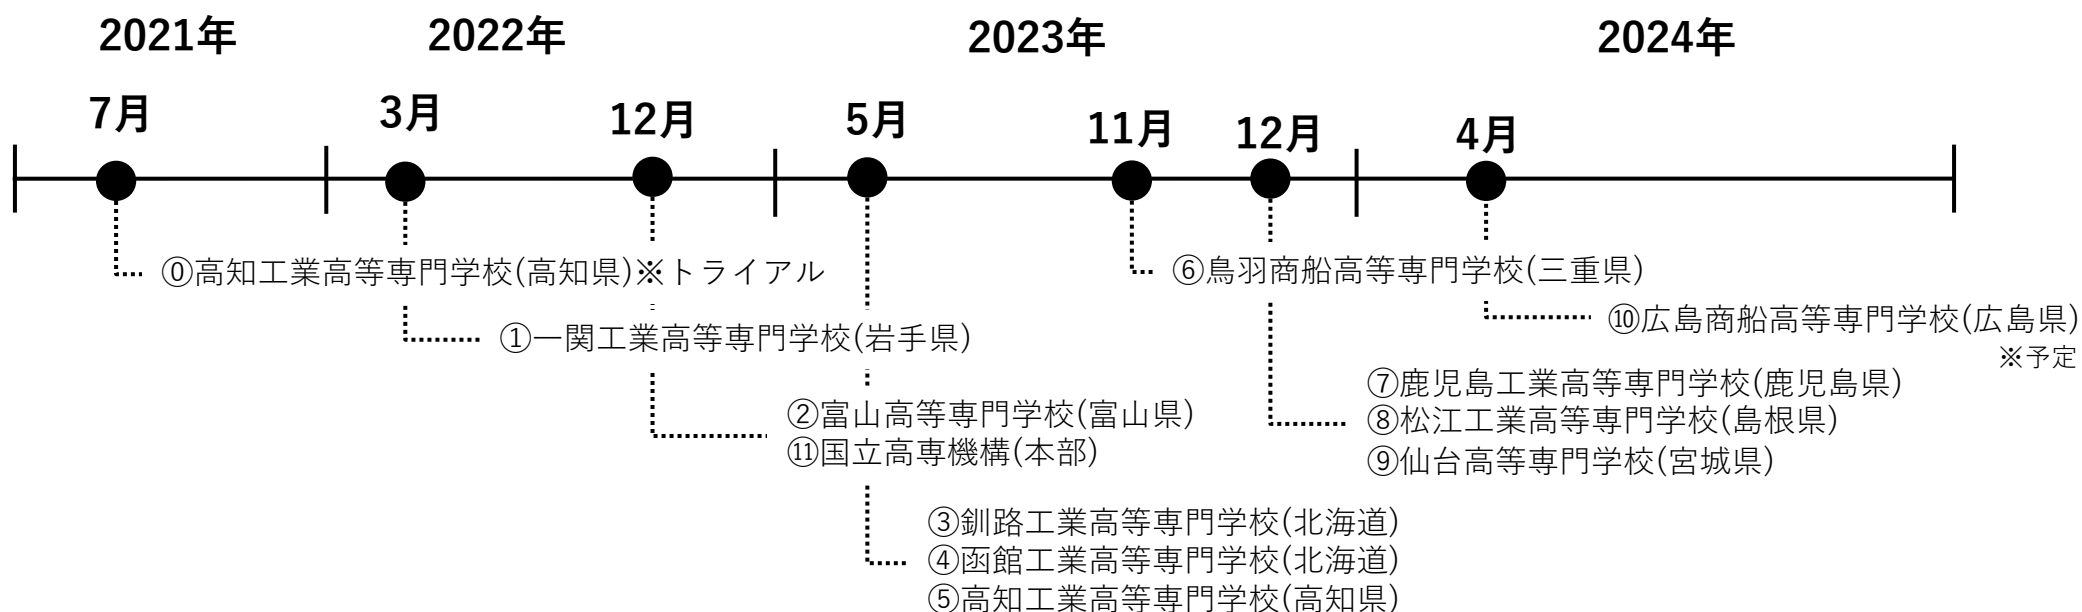 2021年
2022年
2023年
2024年
7月
3月
12月
5月
11月
12月
4月
⓪高知工業高等専門学校(高知県)※トライアル
⑥鳥羽商船高等専門学校(三重県)
①一関工業高等専門学校(岩手県)
⑩広島商船高等専門学校(広島県)
※予定
②富山高等専門学校(富山県)
⑪国立高専機構(本部)
⑦鹿児島工業高等専門学校(鹿児島県)
⑧松江工業高等専門学校(島根県)
⑨仙台高等専門学校(宮城県)
③釧路工業高等専門学校(北海道)
④函館工業高等専門学校(北海道)
⑤高知工業高等専門学校(高知県)